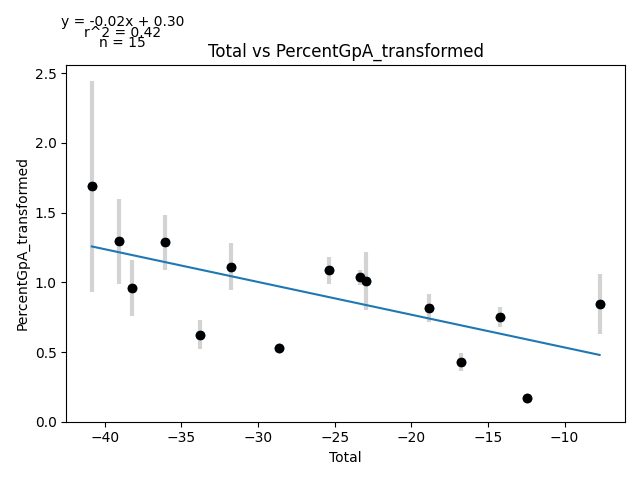 y = -0.02x + 0.30
r^2 = 0.42
n = 15
Total vs PercentGpA_transformed
2.5
2.0
1.5
1.0
0.5
0.0
PercentGpA_transformed
−40
−35
−30
−25
−20
−15
−10
Total